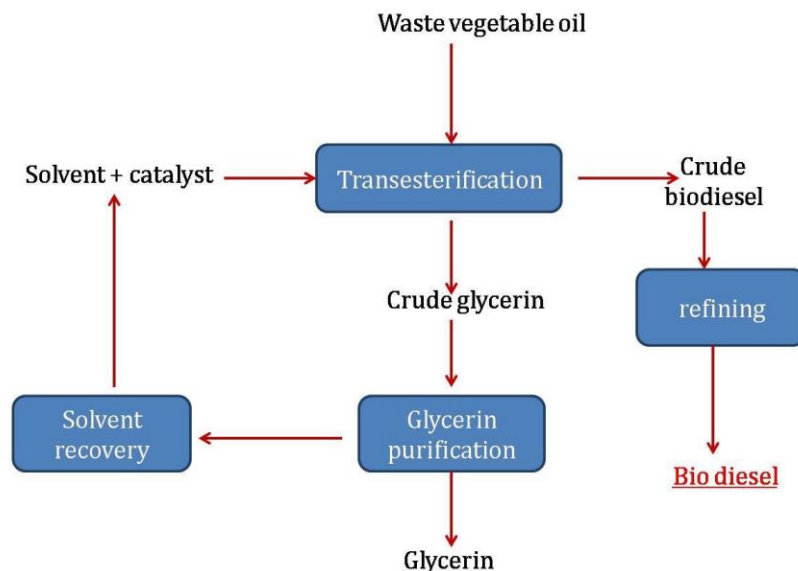 Waste vegetable oil
Solvent + catalyst
Transesterification
Crude
biodiesel
Crude glycerin
refining
Solvent
recovery
Glycerin
purification
Bio diesel
Glycerin